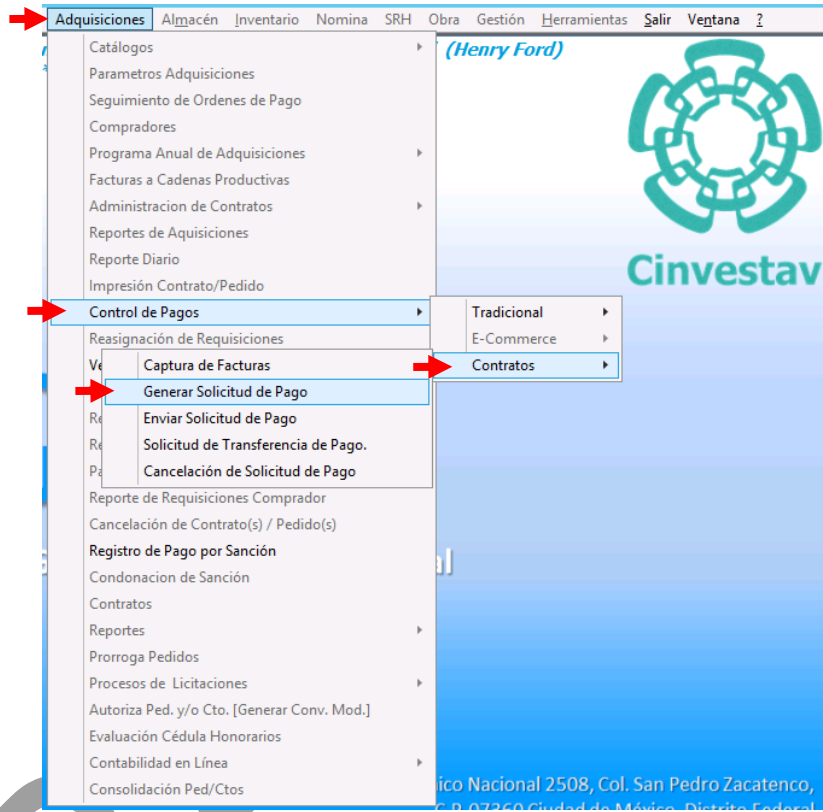 Adquisiciones Almacén Inventario Nomina SRH Obra Gestión Herramientas Salir Ventana ?
(Henry Ford)
Catálogos
Parametros Adquisiciones
Seguimiento de Ordenes de Pago
Compradores
Programa Anual de Adquisiciones
Facturas a Cadenas Productivas
Administracion de Contratos
Reportes de Aquisiciones
Reporte Diario
Impresión Contrato/Pedido
Control de Pagos
Reasignación de Requisiciones
Reporte de Requisiciones Comprador
Cancelación de Contrato(s) / Pedido(s)
Registro de Pago por Sanción
Condonacion de Sanción
Contratos
Reportes
Prorroga Pedidos
Procesos de Licitaciones
Autoriza Ped. y/o Cto. [Generar Conv. Mod.]
Evaluación Cédula Honorarios
Contabilidad en Línea
Consolidación Ped/Ctos
Tradicional
E-Commerce
Contratos
Captura de Facturas
Generar Solicitud de Pago
Enviar Solicitud de Pago
Solicitud de Transferencia de Pago.
Cancelación de Solicitud de Pago
Cinvestav
Nacional 2508, Col. San Pedro Zacatenco,
C.P. 07360 Ciudad de México, Distrito Federal